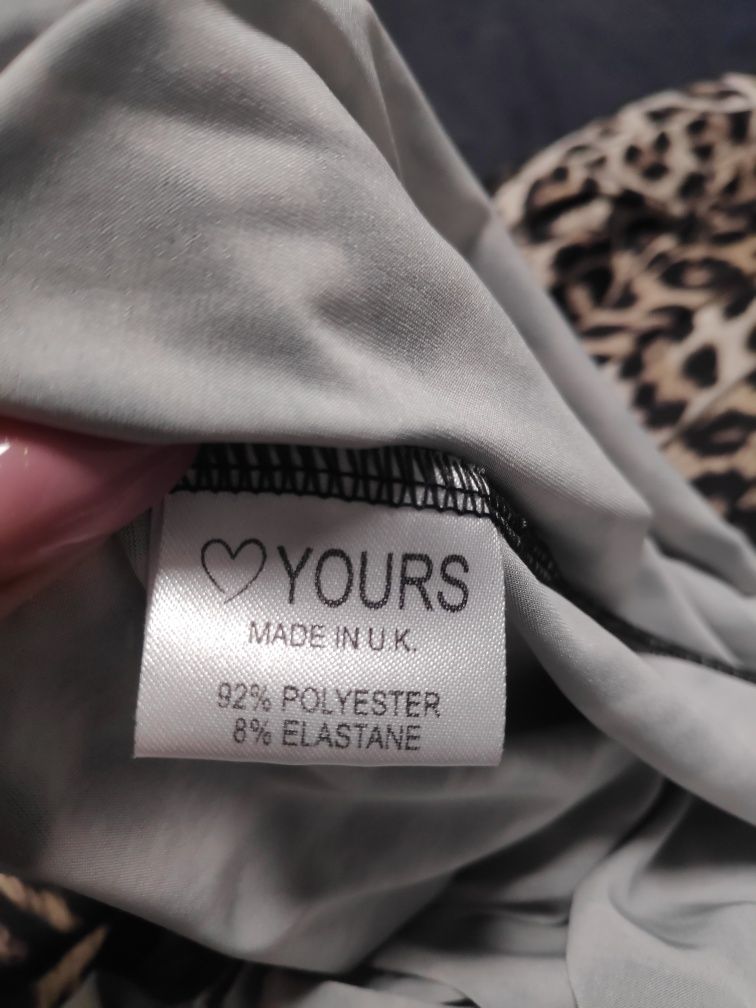 ♡ YOURS
MADE IN U K.
92% POLYESTER
8% ELASTANE